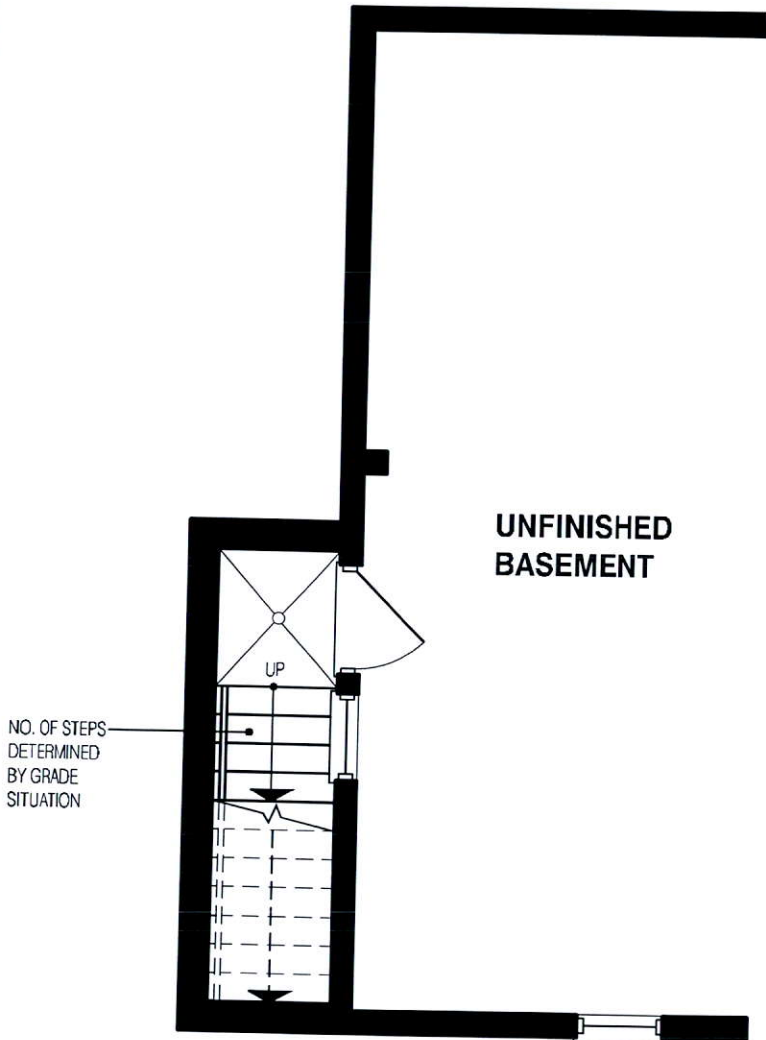 UNFINISHED
BASEMENT
UP
NO. OF STEPS
DETERMINED
BY GRADE
SITUATION